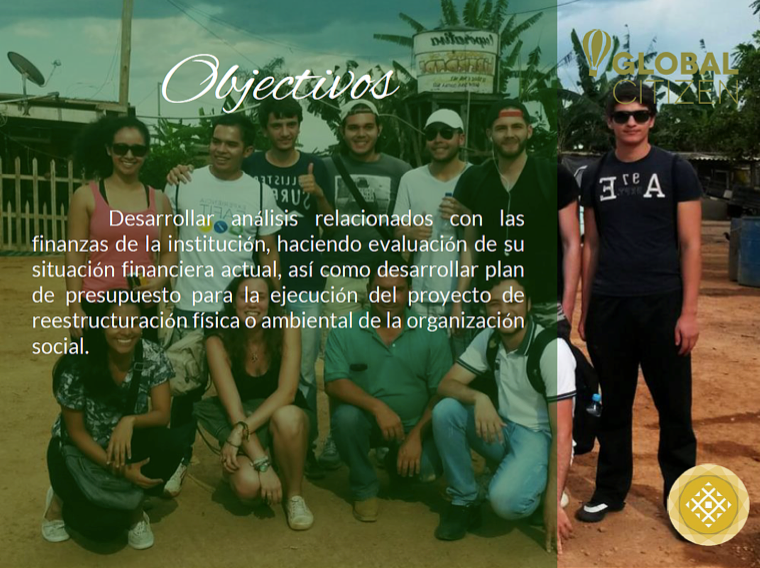 Objectivos
GLOBAL
CITIZEN
Desarrollar análisis relacionados con las
finanzas de la institución, haciendo evaluación de su
situación financiera actual, así como desarrollar plan
de presupuesto para la ejecución del proyecto de
reestructuración física o ambiental de la organización
social.